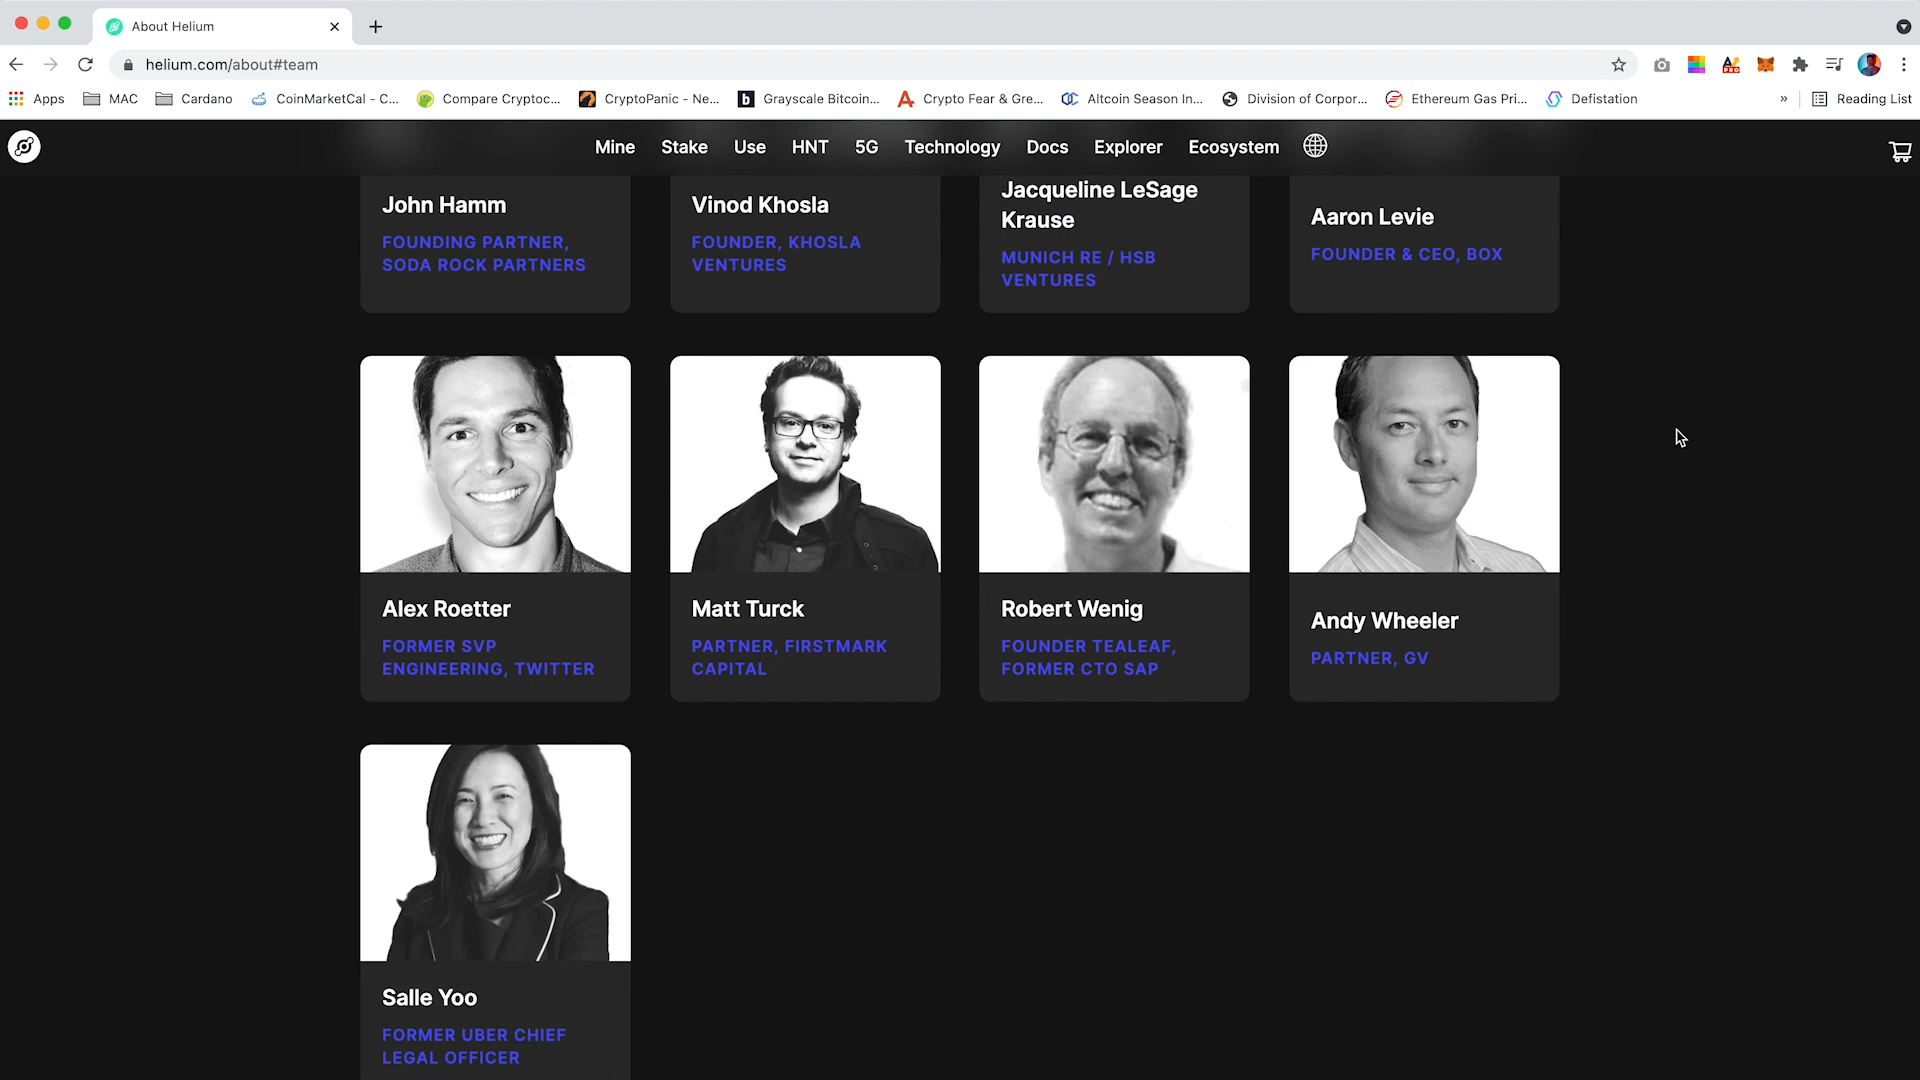 About Helium
helium.com/about#team
Apps MAC Cardano CoinMarketCal - C... Compare Cryptoc... CryptoPanic - Ne... Grayscale Bitcoin... Crypto Fear & Gre... Altcoin Season In... Division of Corpor... Ethereum Gas Pri... Defistation » Reading List
Mine Stake Use HNT 5G Technology Docs Explorer Ecosystem
John Hamm
FOUNDING PARTNER,
SODA ROCK PARTNERS
Vinod Khosla
FOUNDER, KHOSLA
VENTURES
Jacqueline LeSage
Krause
MUNICH RE / HSB
VENTURES
Aaron Levie
FOUNDER & CEO, BOX
Alex Roetter
FORMER SVP
ENGINEERING, TWITTER
Matt Turck
PARTNER, FIRSTMARK
CAPITAL
Robert Wenig
FOUNDER TEALEAF,
FORMER CTO SAP
Andy Wheeler
PARTNER, GV
Salle Yoo
FORMER UBER CHIEF
LEGAL OFFICER